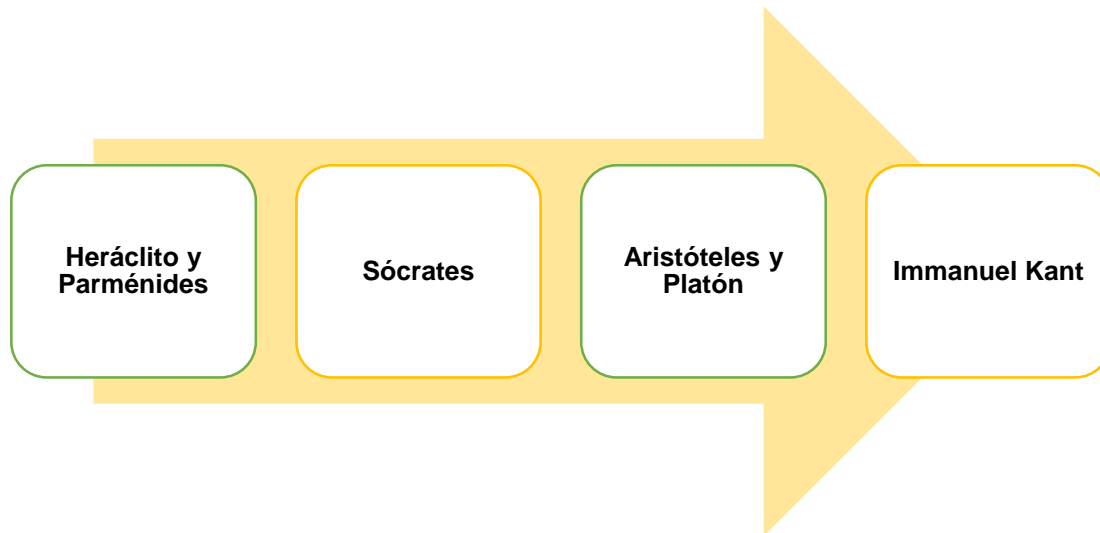 Heráclito y
Parménides
Sócrates
Aristóteles y
Platón
Immanuel Kant